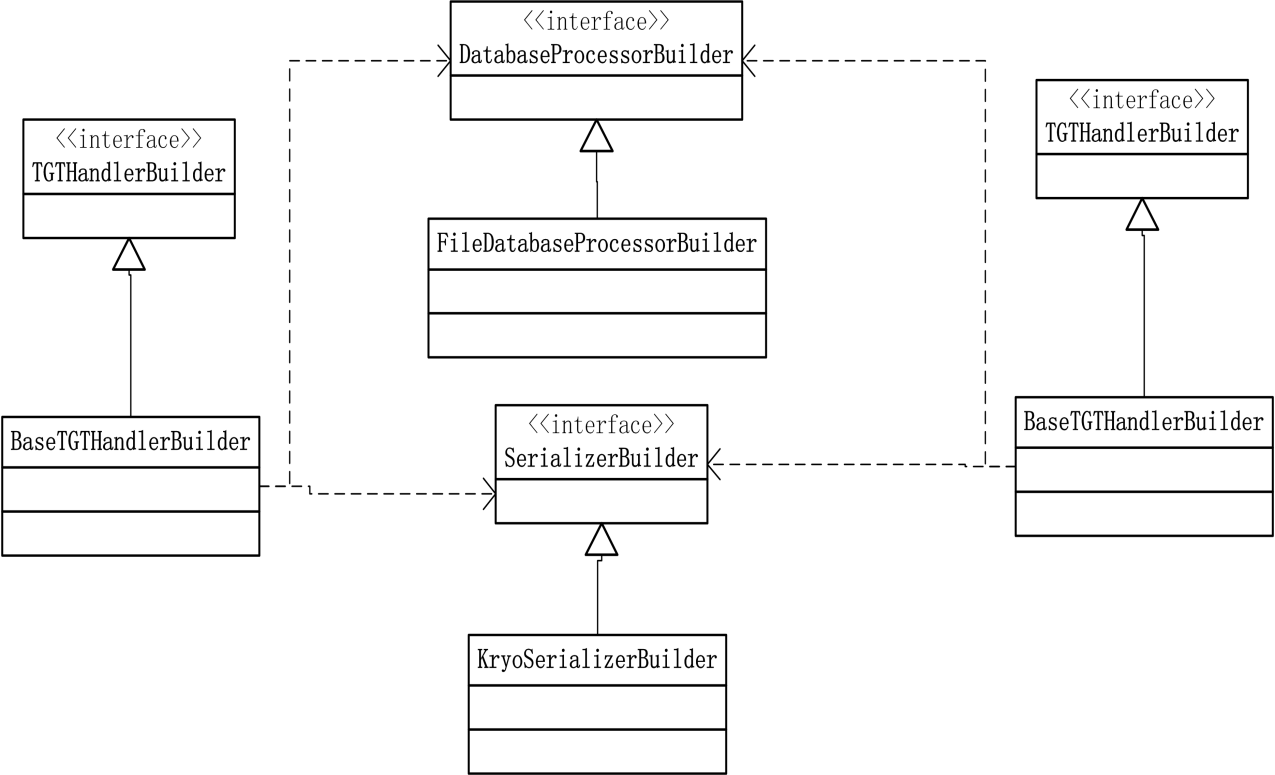 <<interface>>
DatabaseProcessorBuilder
<<interface>>
TGTHandlerBuilder
<<interface>>
TGTHandlerBuilder
FileDatabaseProcessorBuilder
BaseTGTHandlerBuilder
<<interface>>
SerializerBuilder
BaseTGTHandlerBuilder
KryoSerializerBuilder